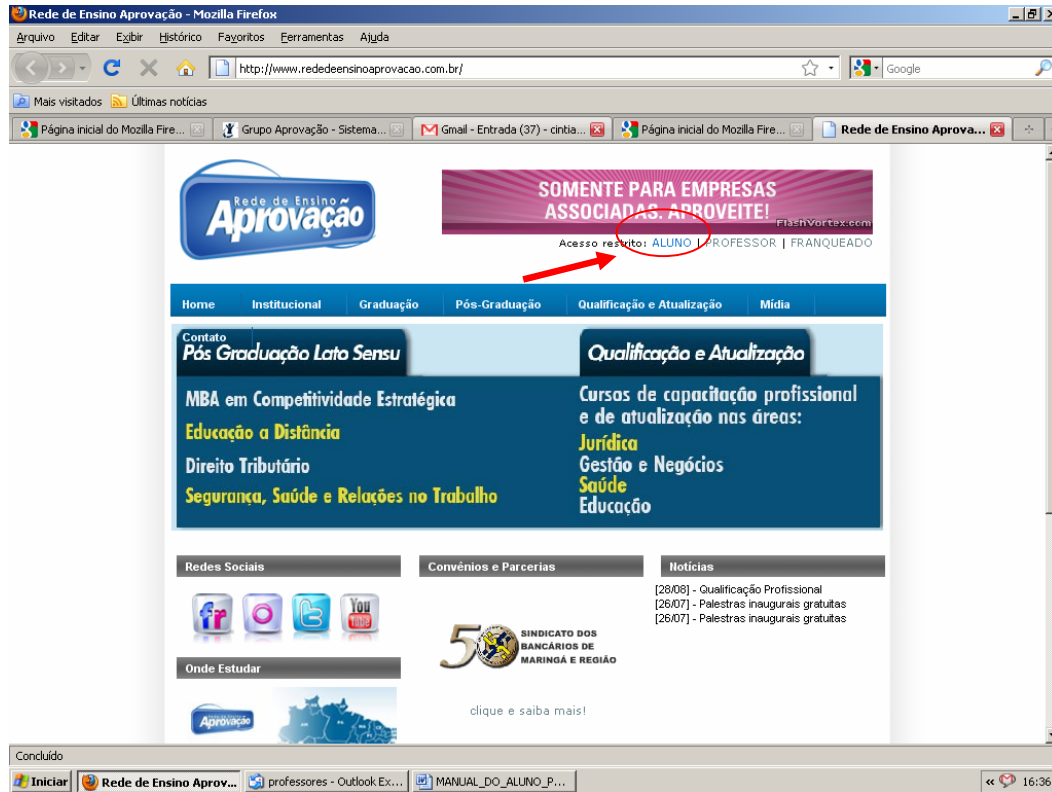 Rede de Ensino Aprovação - Mozilla Firefox
Arquivo Editar Exibir Histórico Favoritos Ferramentas Ajuda
http://www.rededeensinoaprovacao.com.br/
Google
Mais visitados Últimas notícias
Página inicial do Mozilla Fire... Grupo Aprovação - Sistema... Gmail - Entrada (37) - cintia... Página inicial do Mozilla Fire... Rede de Ensino Aprova...
Rede de Ensino
Aprovação
SOMENTE PARA EMPRESAS
ASSOCIADAS. APROVEITE!
FlashVortex.com
Acesso restrito: ALUNO | PROFESSOR | FRANQUEADO
Home Institucional Graduação Pós-Graduação Qualificação e Atualização Mídia
Contato
Pós Graduação Lato Sensu
Qualificação e Atualização
MBA em Competitividade Estratégica
Educação a Distância
Direito Tributário
Segurança, Saúde e Relações no Trabalho
Cursos de capacitação profissional
e de atualização nas áreas:
Jurídica
Gestão e Negócios
Saúde
Educação
Redes Sociais Convênios e Parcerias Notícias
[28/08] - Qualificação Profissional
[26/07] - Palestras inaugurais gratuitas
[26/07] - Palestras inaugurais gratuitas
fr
You
Tube
50 SINDICATO DOS
BANCÁRIOS DE
MARINGÁ E REGIÃO
Onde Estudar
Aprovação
clique e saiba mais!
Concluído
Iniciar Rede de Ensino Aprov... professores - Outlook Ex... MANUAL_DO_ALUNO_P... « 16:36